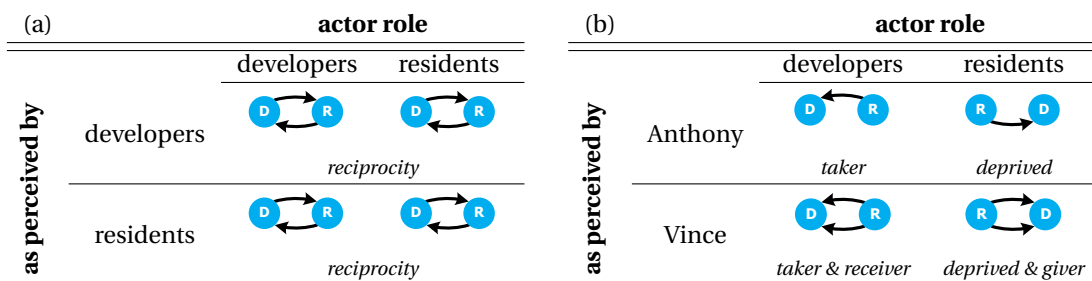 (a) actor role
developers residents
as perceived by
developers
D R D R
reciprocity
residents
D R D R
reciprocity
(b) actor role
developers residents
as perceived by
Anthony
D R R D
taker deprived
Vince
D R R D
taker & receiver deprived & giver